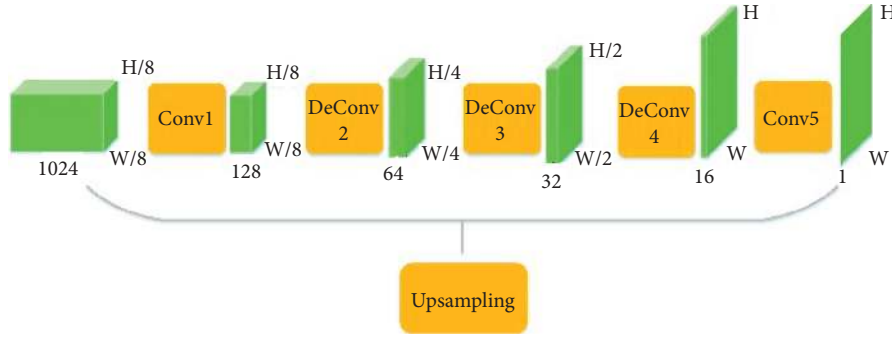 H/8
W/8
1024
Conv1
H/8
W/8
128
DeConv
2
H/4
W/4
64
DeConv
3
H/2
W/2
32
DeConv
4
H
W
16
Conv5
H
W
1
Upsampling